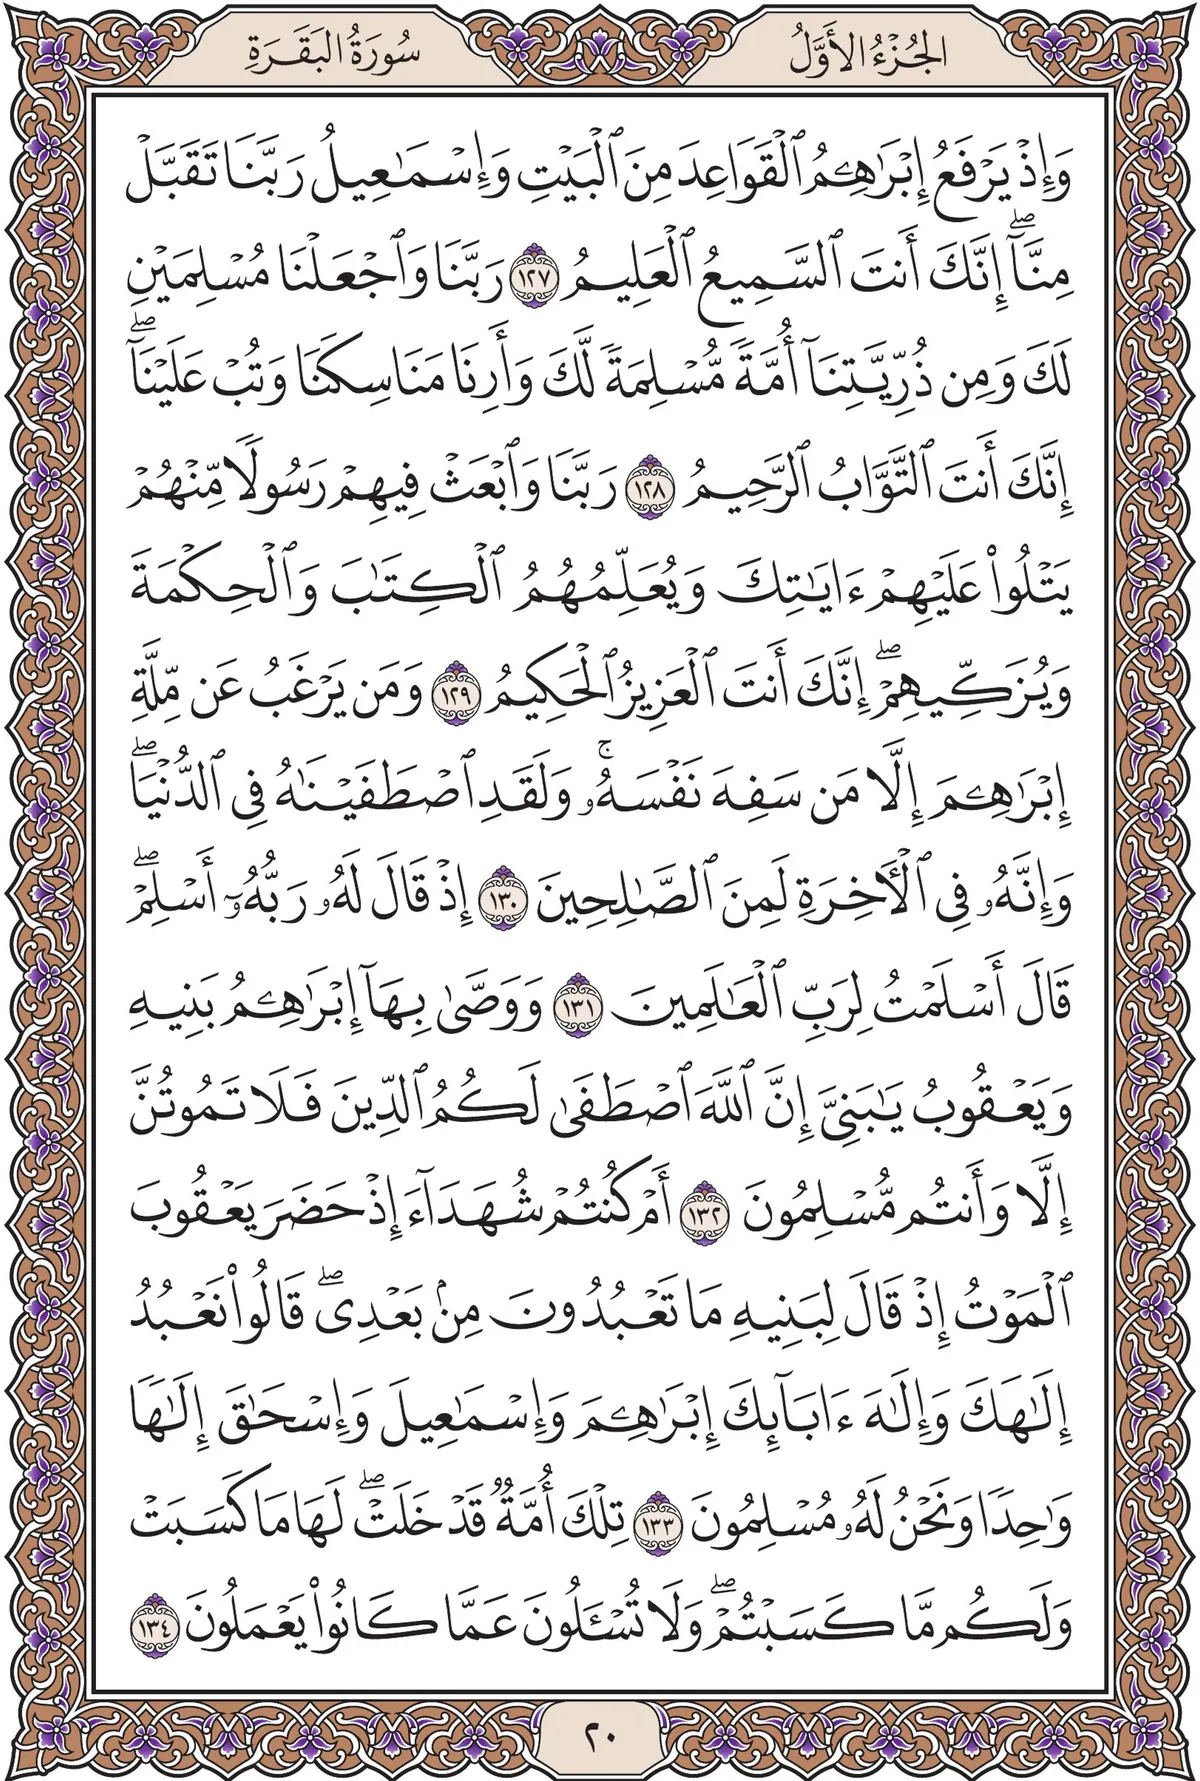 الجُزْءُ الأَوَّلُ
سُورَةُ البَقَرَةِ
وَإِذۡ يَرۡفَعُ إِبۡرَٰهِـۧمُ ٱلۡقَوَاعِدَ مِنَ ٱلۡبَيۡتِ وَإِسۡمَٰعِيلُ رَبَّنَا تَقَبَّلۡ
مِنَّآۖ إِنَّكَ أَنتَ ٱلسَّمِيعُ ٱلۡعَلِيمُ ١٢٧ رَبَّنَا وَٱجۡعَلۡنَا مُسۡلِمَيۡنِ
لَكَ وَمِن ذُرِّيَّتِنَآ أُمَّةٗ مُّسۡلِمَةٗ لَّكَ وَأَرِنَا مَنَاسِكَنَا وَتُبۡ عَلَيۡنَآۖ
إِنَّكَ أَنتَ ٱلتَّوَّابُ ٱلرَّحِيمُ ١٢٨ رَبَّنَا وَٱبۡعَثۡ فِيهِمۡ رَسُولٗا مِّنۡهُمۡ
يَتۡلُواْ عَلَيۡهِمۡ ءَايَٰتِكَ وَيُعَلِّمُهُمُ ٱلۡكِتَٰبَ وَٱلۡحِكۡمَةَ
وَيُزَكِّيهِمۡۖ إِنَّكَ أَنتَ ٱلۡعَزِيزُ ٱلۡحَكِيمُ ١٢٩ وَمَن يَرۡغَبُ عَن مِّلَّةِ
إِبۡرَٰهِـۧمَ إِلَّا مَن سَفِهَ نَفۡسَهُۥۚ وَلَقَدِ ٱصۡطَفَيۡنَٰهُ فِي ٱلدُّنۡيَاۖ
وَإِنَّهُۥ فِي ٱلۡأٓخِرَةِ لَمِنَ ٱلصَّٰلِحِينَ ١٣٠ إِذۡ قَالَ لَهُۥ رَبُّهُۥٓ أَسۡلِمۡۖ
قَالَ أَسۡلَمۡتُ لِرَبِّ ٱلۡعَٰلَمِينَ ١٣١ وَوَصَّىٰ بِهَآ إِبۡرَٰهِـۧمُ بَنِيهِ
وَيَعۡقُوبُ يَٰبَنِيَّ إِنَّ ٱللَّهَ ٱصۡطَفَىٰ لَكُمُ ٱلدِّينَ فَلَا تَمُوتُنَّ
إِلَّا وَأَنتُم مُّسۡلِمُونَ ١٣٢ أَمۡ كُنتُمۡ شُهَدَآءَ إِذۡ حَضَرَ يَعۡقُوبَ
ٱلۡمَوۡتُ إِذۡ قَالَ لِبَنِيهِ مَا تَعۡبُدُونَ مِنۢ بَعۡدِيۖ قَالُواْ نَعۡبُدُ
إِلَٰهَكَ وَإِلَٰهَ ءَابَآئِكَ إِبۡرَٰهِـۧمَ وَإِسۡمَٰعِيلَ وَإِسۡحَٰقَ إِلَٰهٗا
وَٰحِدٗا وَنَحۡنُ لَهُۥ مُسۡلِمُونَ ١٣٣ تِلۡكَ أُمَّةٞ قَدۡ خَلَتۡۖ لَهَا مَا كَسَبَتۡ
وَلَكُم مَّا كَسَبۡتُمۡۖ وَلَا تُسۡـَٔلُونَ عَمَّا كَانُواْ يَعۡمَلُونَ ١٣٤
٢٠